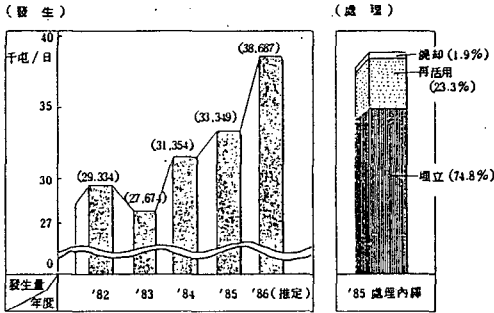 (發生)
40
千屯/日
35
30
27
0
(29.334)
(27,674)
(31,354)
(33,349)
(38,687)
發生量
年度
'82
'83
'84
'85
'86(推定)
(處理)
燒却(1.9%)
再活用
(23.3%)
埋立(74.8%)
'85 處理內譯